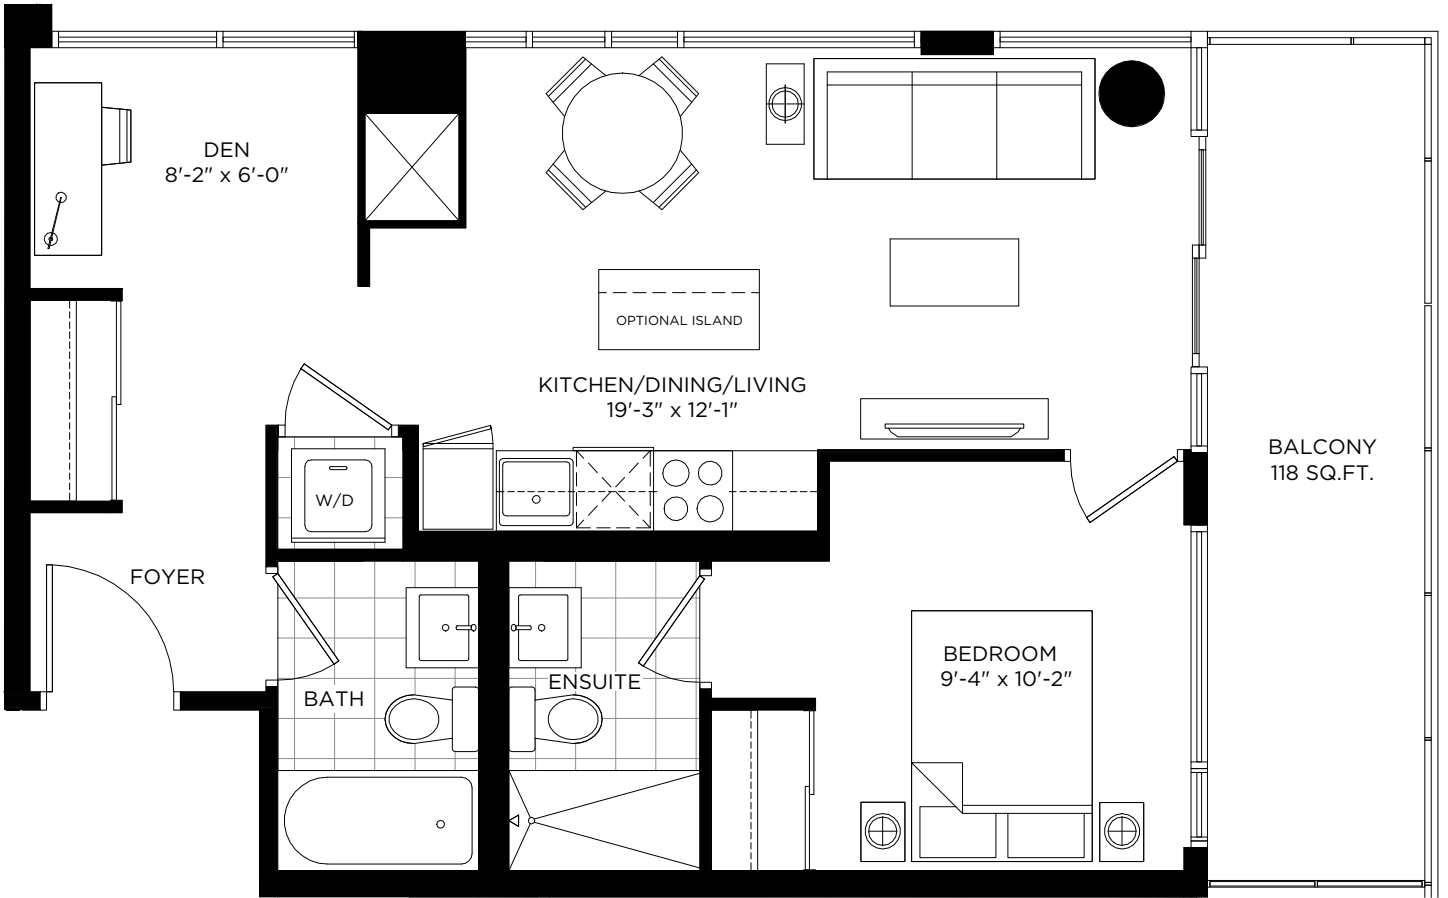 DEN
8'-2" x 6'-0"
OPTIONAL ISLAND
KITCHEN/DINING/LIVING
19'-3" x 12'-1"
BALCONY
118 SQ.FT.
W/D
FOYER
BATH
ENSUITE
BEDROOM
9'-4" x 10'-2"